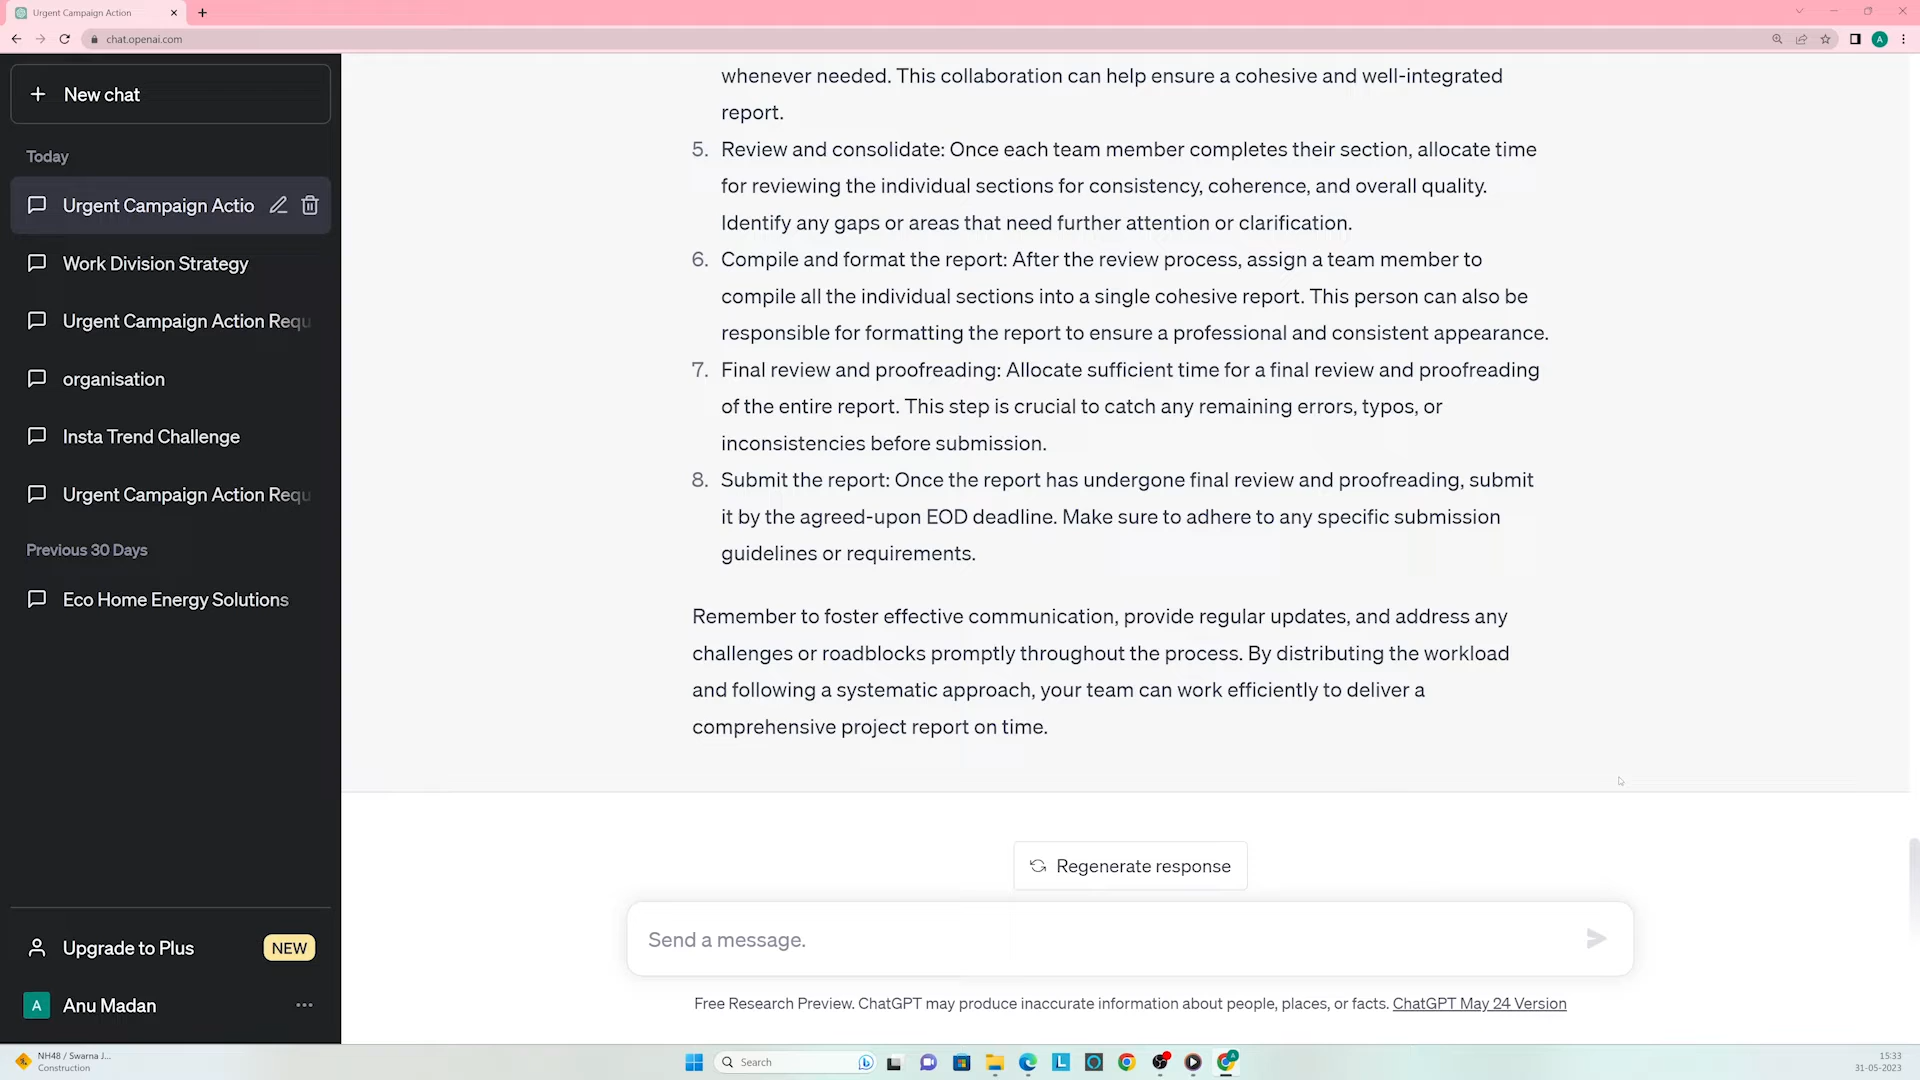 Urgent Campaign Action
chat.openai.com
A
New chat
Today
Urgent Campaign Actio
Work Division Strategy
Urgent Campaign Action Requ
organisation
Insta Trend Challenge
Urgent Campaign Action Requ
Previous 30 Days
Eco Home Energy Solutions
Upgrade to Plus NEW
A Anu Madan
whenever needed. This collaboration can help ensure a cohesive and well-integrated
report.
5. Review and consolidate: Once each team member completes their section, allocate time
for reviewing the individual sections for consistency, coherence, and overall quality.
Identify any gaps or areas that need further attention or clarification.
6. Compile and format the report: After the review process, assign a team member to
compile all the individual sections into a single cohesive report. This person can also be
responsible for formatting the report to ensure a professional and consistent appearance.
7. Final review and proofreading: Allocate sufficient time for a final review and proofreading
of the entire report. This step is crucial to catch any remaining errors, typos, or
inconsistencies before submission.
8. Submit the report: Once the report has undergone final review and proofreading, submit
it by the agreed-upon EOD deadline. Make sure to adhere to any specific submission
guidelines or requirements.
Remember to foster effective communication, provide regular updates, and address any
challenges or roadblocks promptly throughout the process. By distributing the workload
and following a systematic approach, your team can work efficiently to deliver a
comprehensive project report on time.
Regenerate response
Send a message.
Free Research Preview. ChatGPT may produce inaccurate information about people, places, or facts. ChatGPT May 24 Version
NH48 / Swarna J...
Construction
Search
L
15:33
31-05-2023